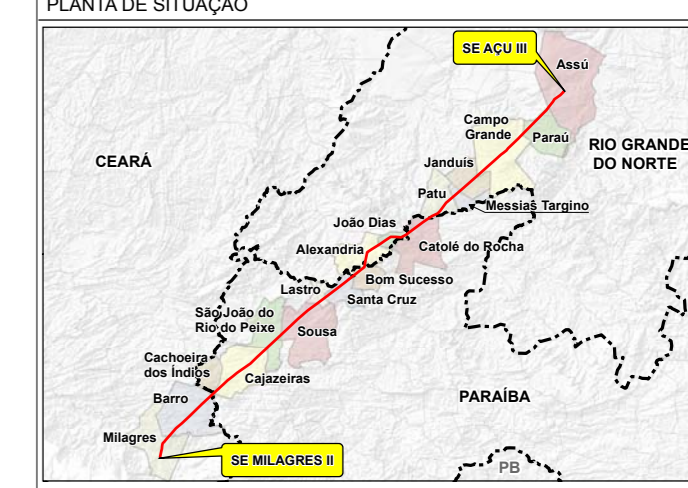 PLANTA DE SITUAÇÃO
SE AÇU III
Assú
Campo
Grande
Paraú
RIO GRANDE
DO NORTE
CEARÁ
Janduís
Patu
Messias Targino
João Dias
Catolé do Rocha
Alexandria
Bom Sucesso
Lastro
Santa Cruz
São João do
Rio do Peixe
Sousa
Cachoeira
dos Índios
Cajazeiras
Barro
PARAÍBA
Milagres
SE MILAGRES II
PB